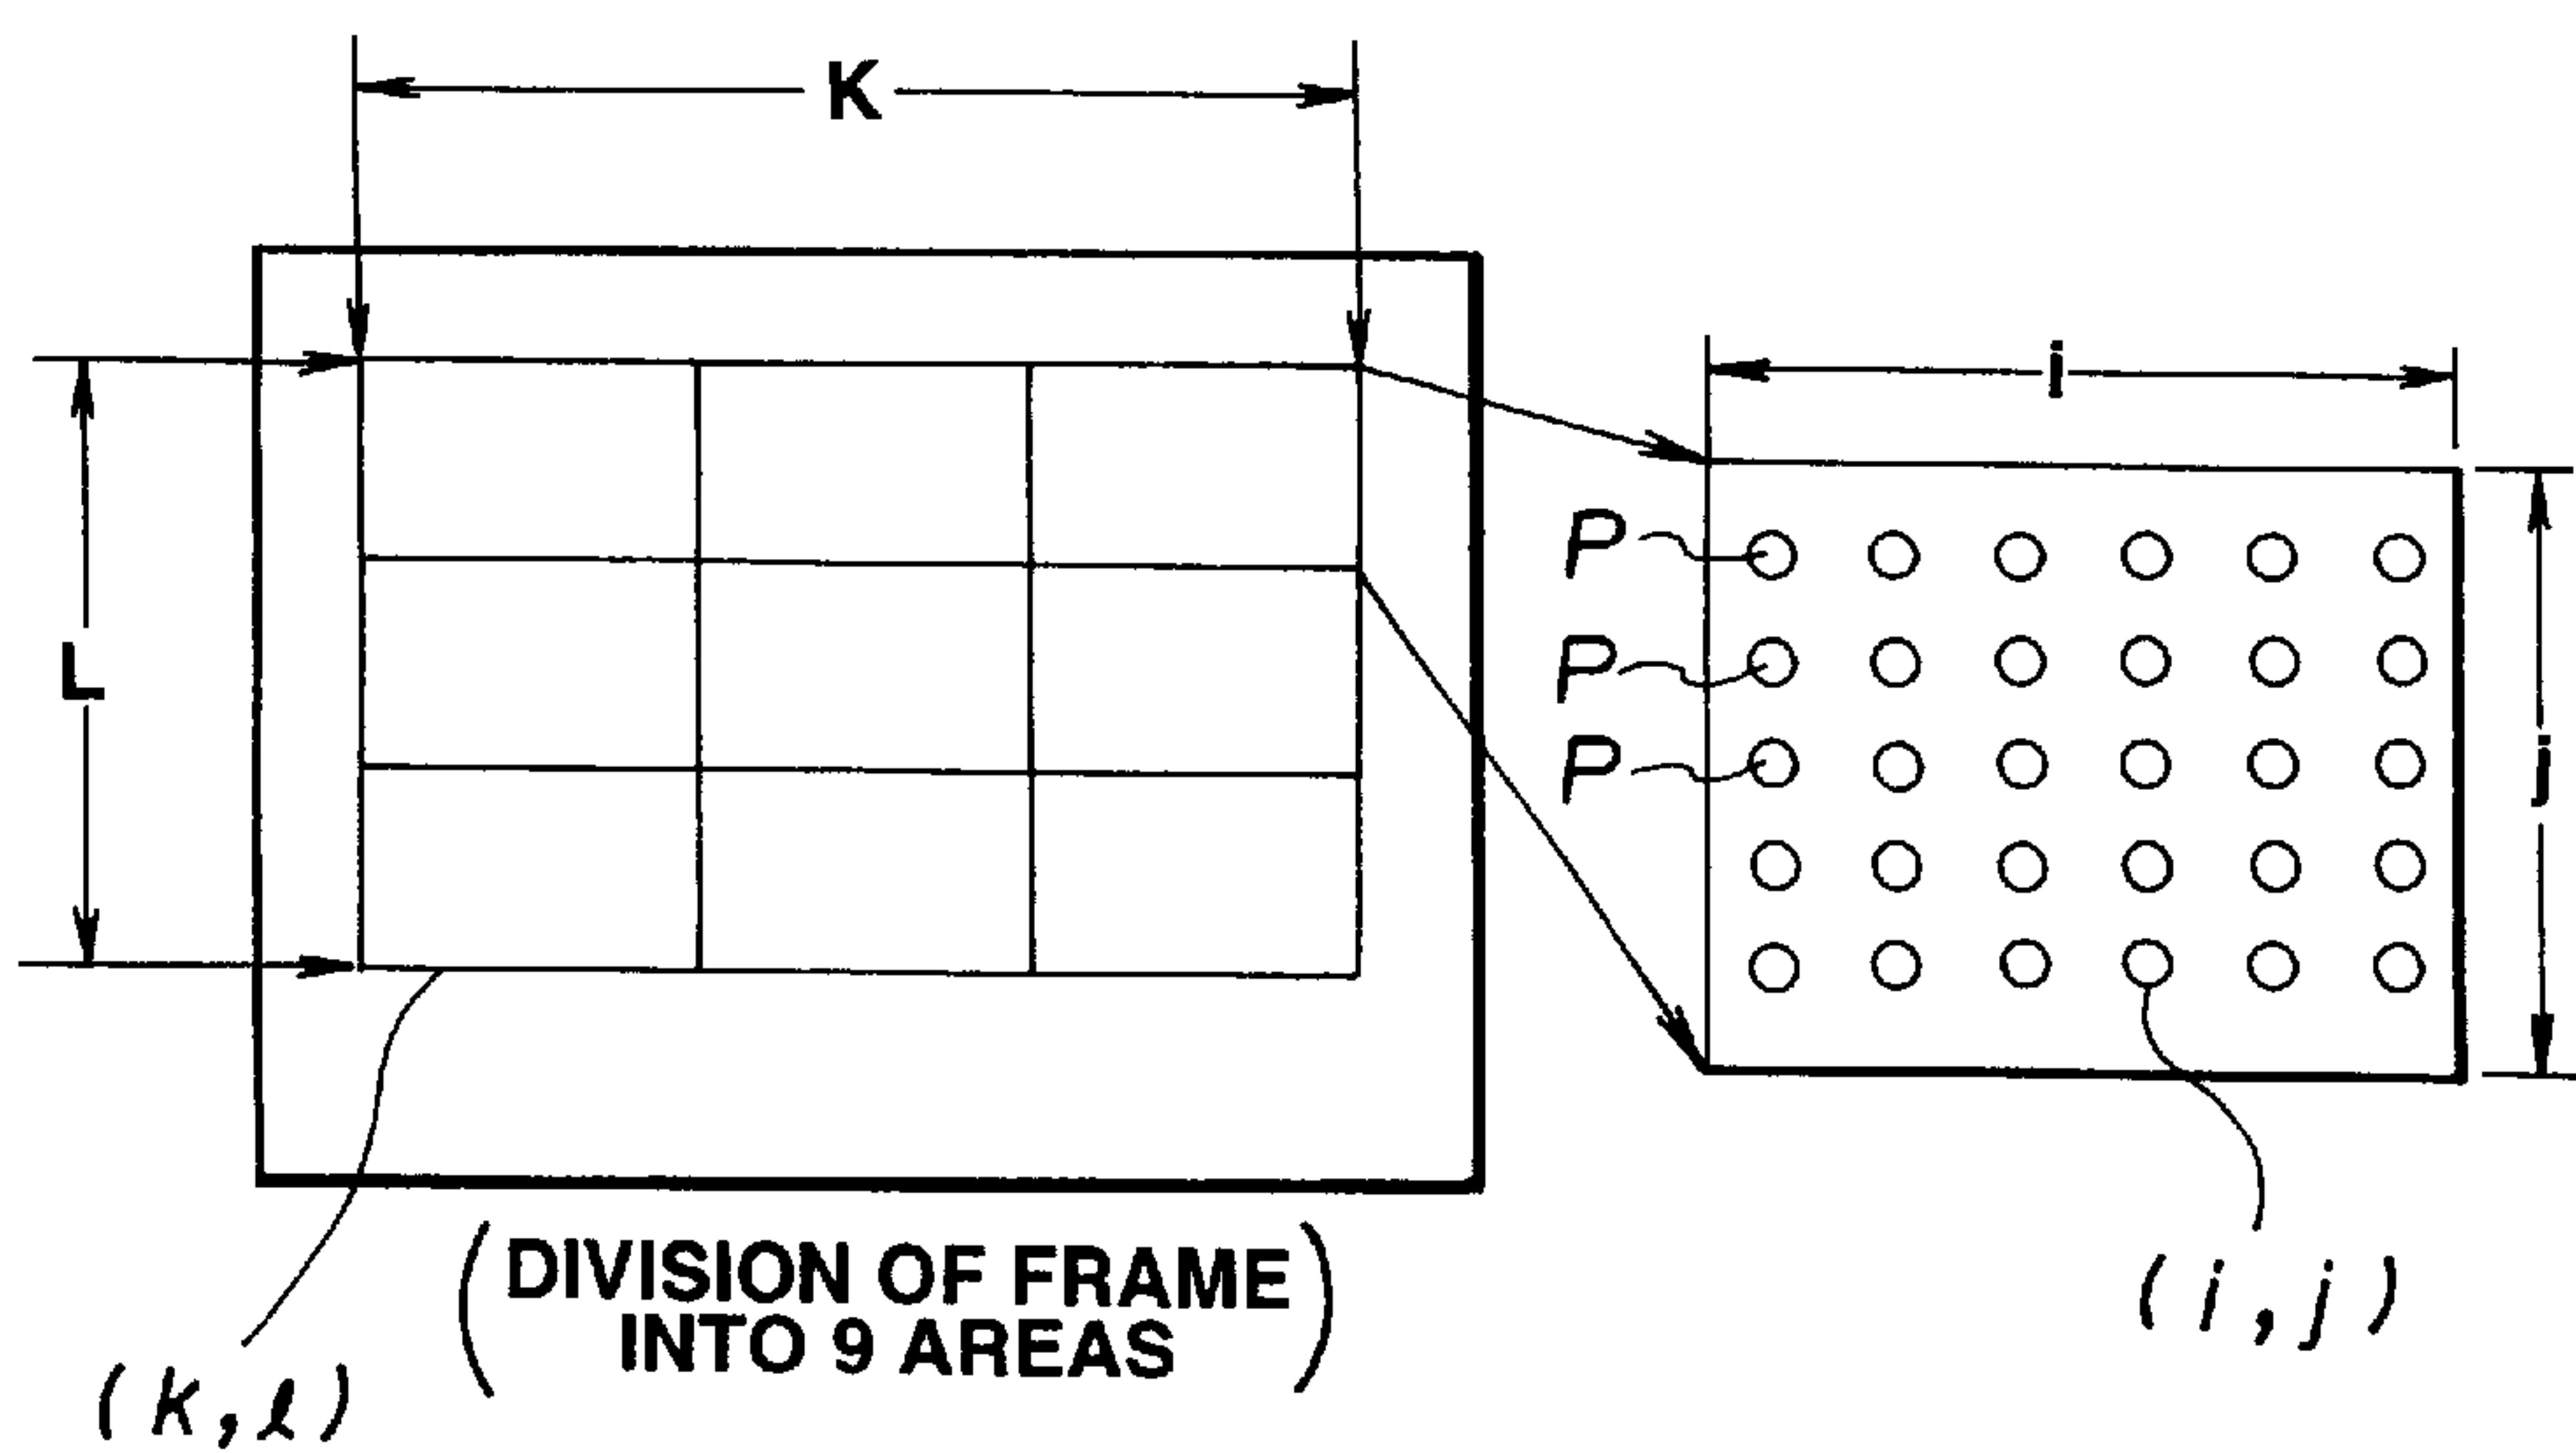 K
i
L
P
P
P
j
(i,j)
(DIVISION OF FRAME
INTO 9 AREAS)
(k,l)